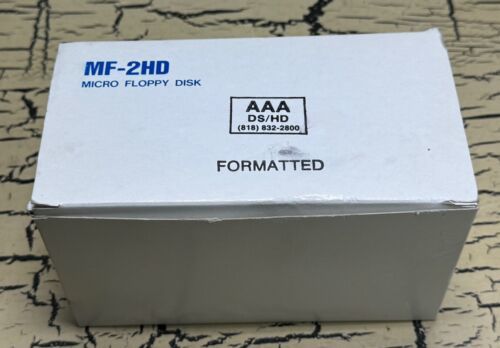 MF-2HD
MICRO FLOPPY DISK
AAA
DS/HD
(818) 832-2800
FORMATTED